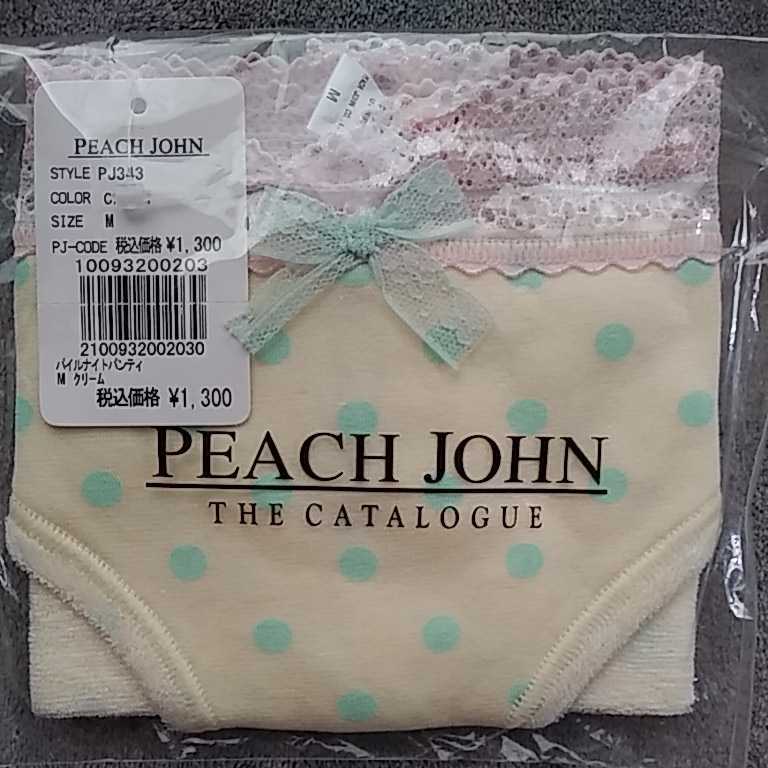 PEACH JOHN
STYLE PJ343
COLOR
SIZE M
PJ-CODE 税込価格 ¥1,300
10093200203
2100932002030
パイルナイトパンティ
M クリーム
税込価格 ¥1,300
M
PEACH JOHN
THE CATALOGUE